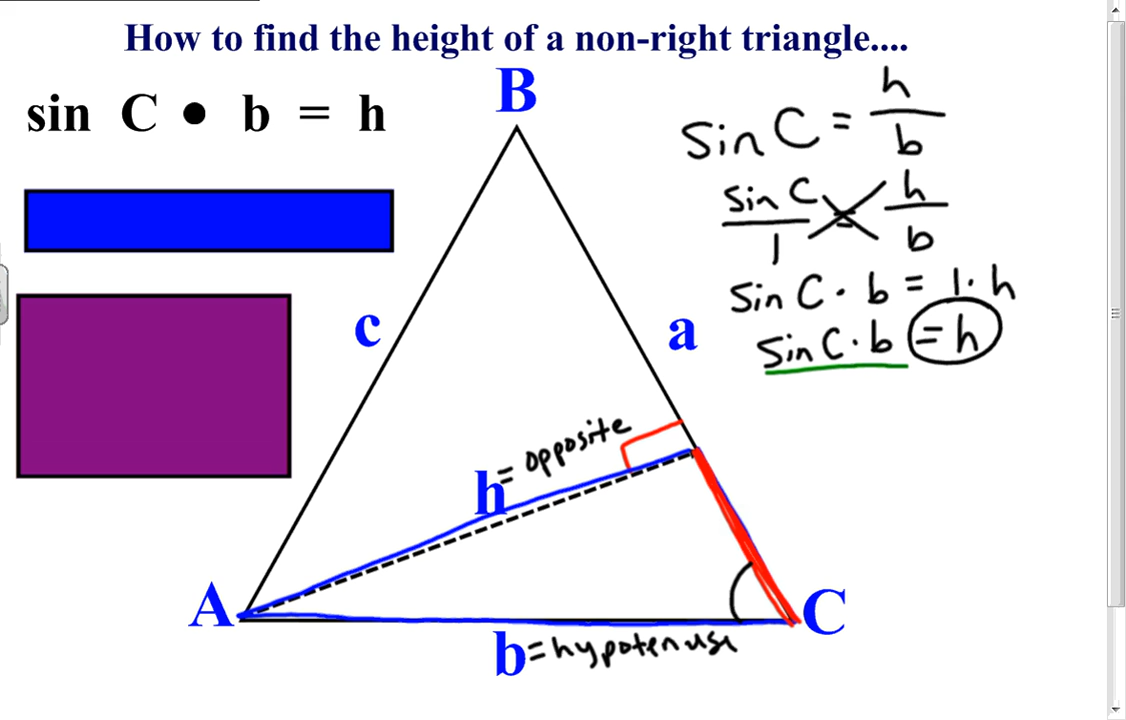 How to find the height of a non-right triangle....
sin C • b = h
B
sin C = h/b
sin C/1 = h/b
sin C · b = 1 · h
sin C · b = h
c
a
h = opposite
A
C
b = hypotenuse